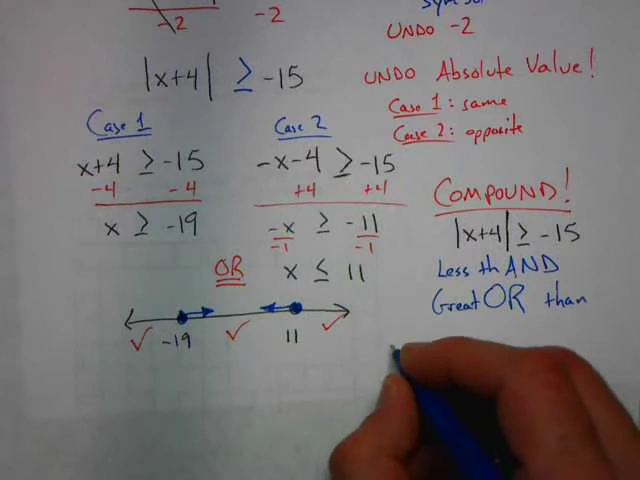 -2 -2
symbol
UNDO -2
|x+4| ≥ -15
UNDO Absolute Value!
Case 1: same
Case 2: opposite
Case 1
x+4 ≥ -15
-4 -4
x ≥ -19
Case 2
-x-4 ≥ -15
+4 +4
-x ≥ -11
-1 -1
OR x ≤ 11
-19 11
COMPOUND!
|x+4| ≥ -15
Less thAND
GreatOR than